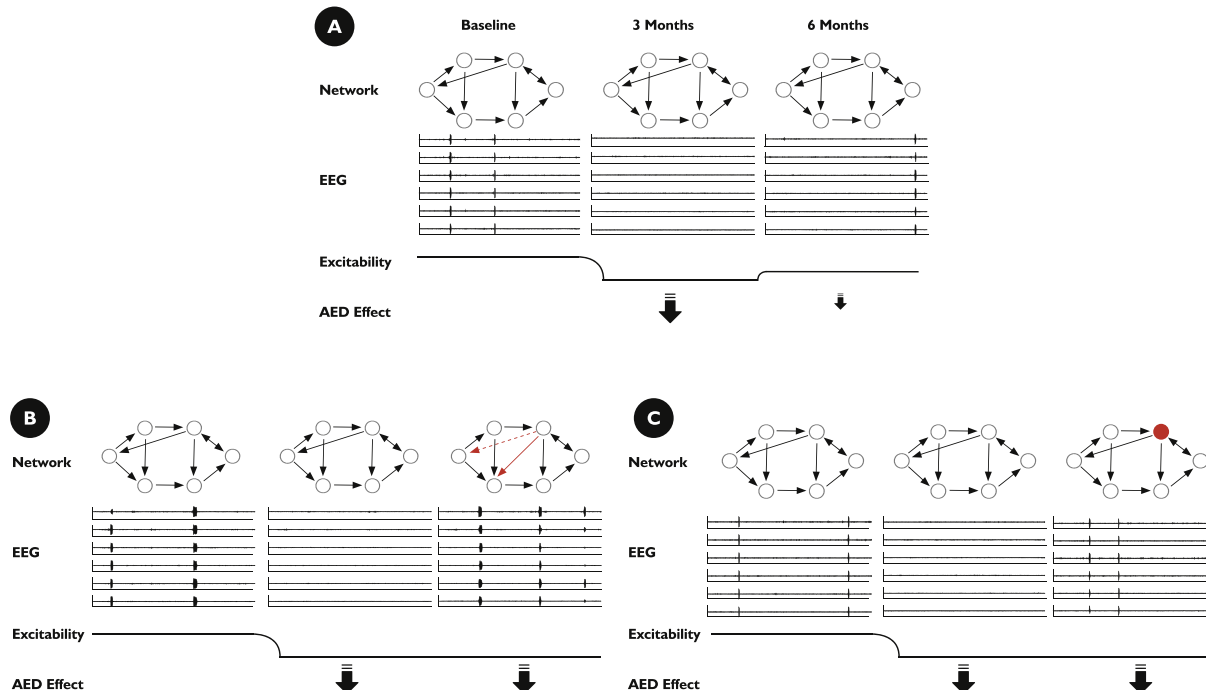 A
Baseline 3 Months 6 Months
Network
EEG
Excitability
AED Effect
B
Network
EEG
Excitability
AED Effect
C
Network
EEG
Excitability
AED Effect